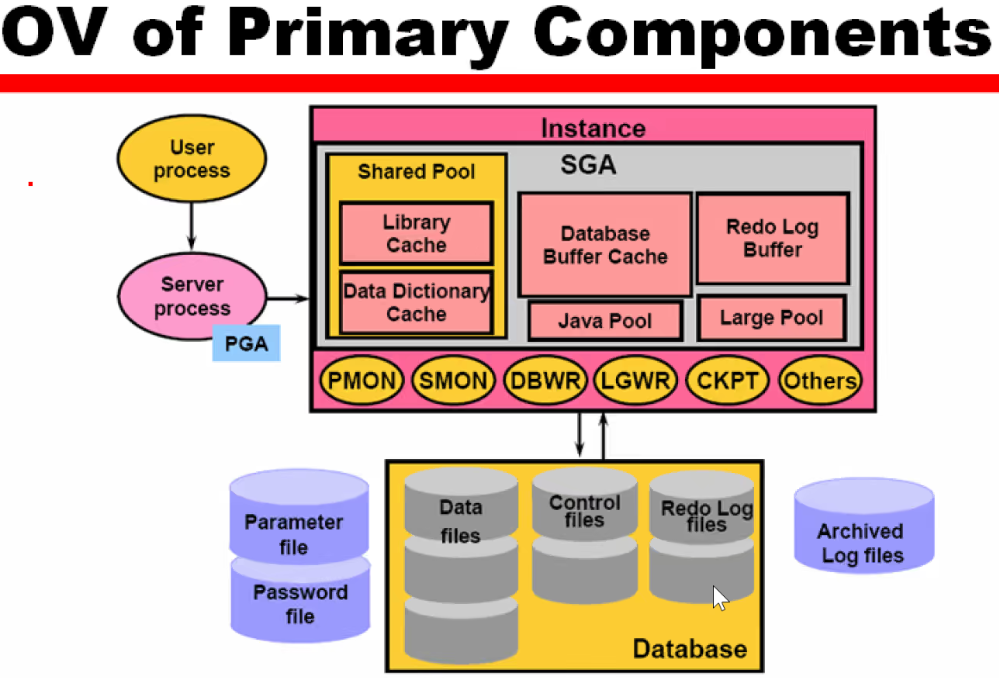 OV of Primary Components
User
process
Server
process
PGA
Instance
SGA
Shared Pool
Library
Cache
Data Dictionary
Cache
Database
Buffer Cache
Redo Log
Buffer
Java Pool
Large Pool
PMON
SMON
DBWR
LGWR
CKPT
Others
Parameter
file
Password
file
Data
files
Control
files
Redo Log
files
Database
Archived
Log files